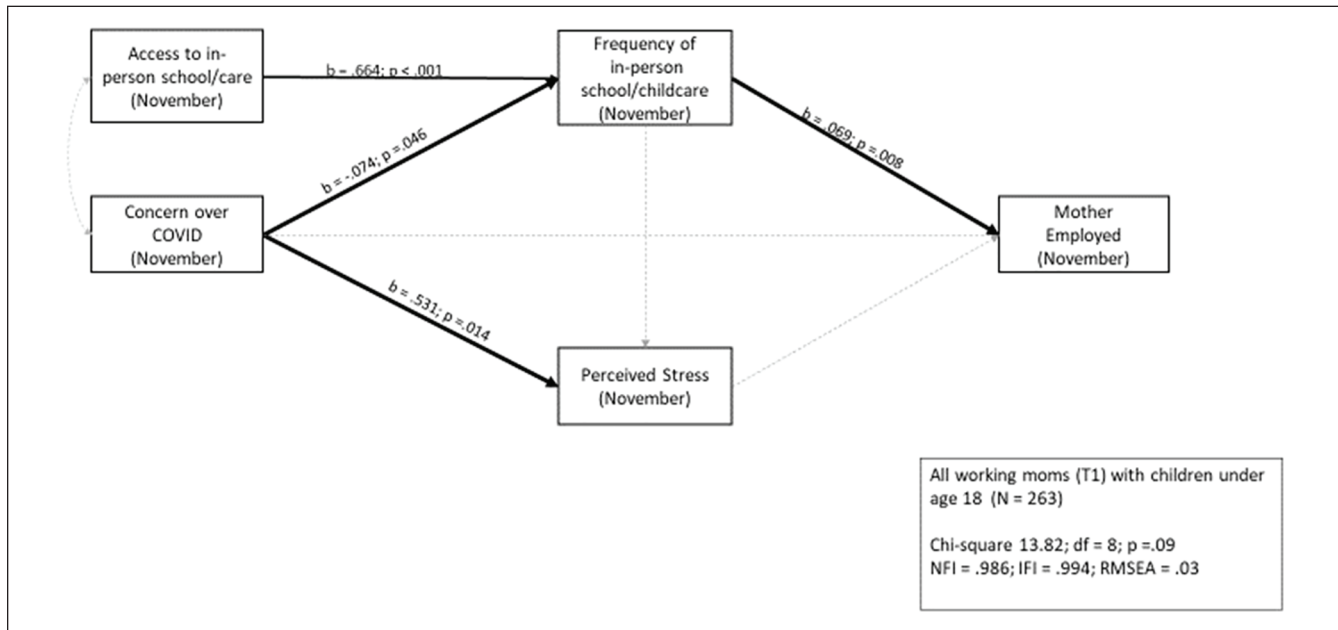 Access to in-
person school/care
(November)
b = .664; p < .001
Frequency of
in-person
school/childcare
(November)
b = -.074; p =.046
b = .069; p =.008
Concern over
COVID
(November)
Mother
Employed
(November)
b = .531; p =.014
Perceived Stress
(November)
All working moms (T1) with children under
age 18 (N = 263)
Chi-square 13.82; df = 8; p =.09
NFI = .986; IFI = .994; RMSEA = .03